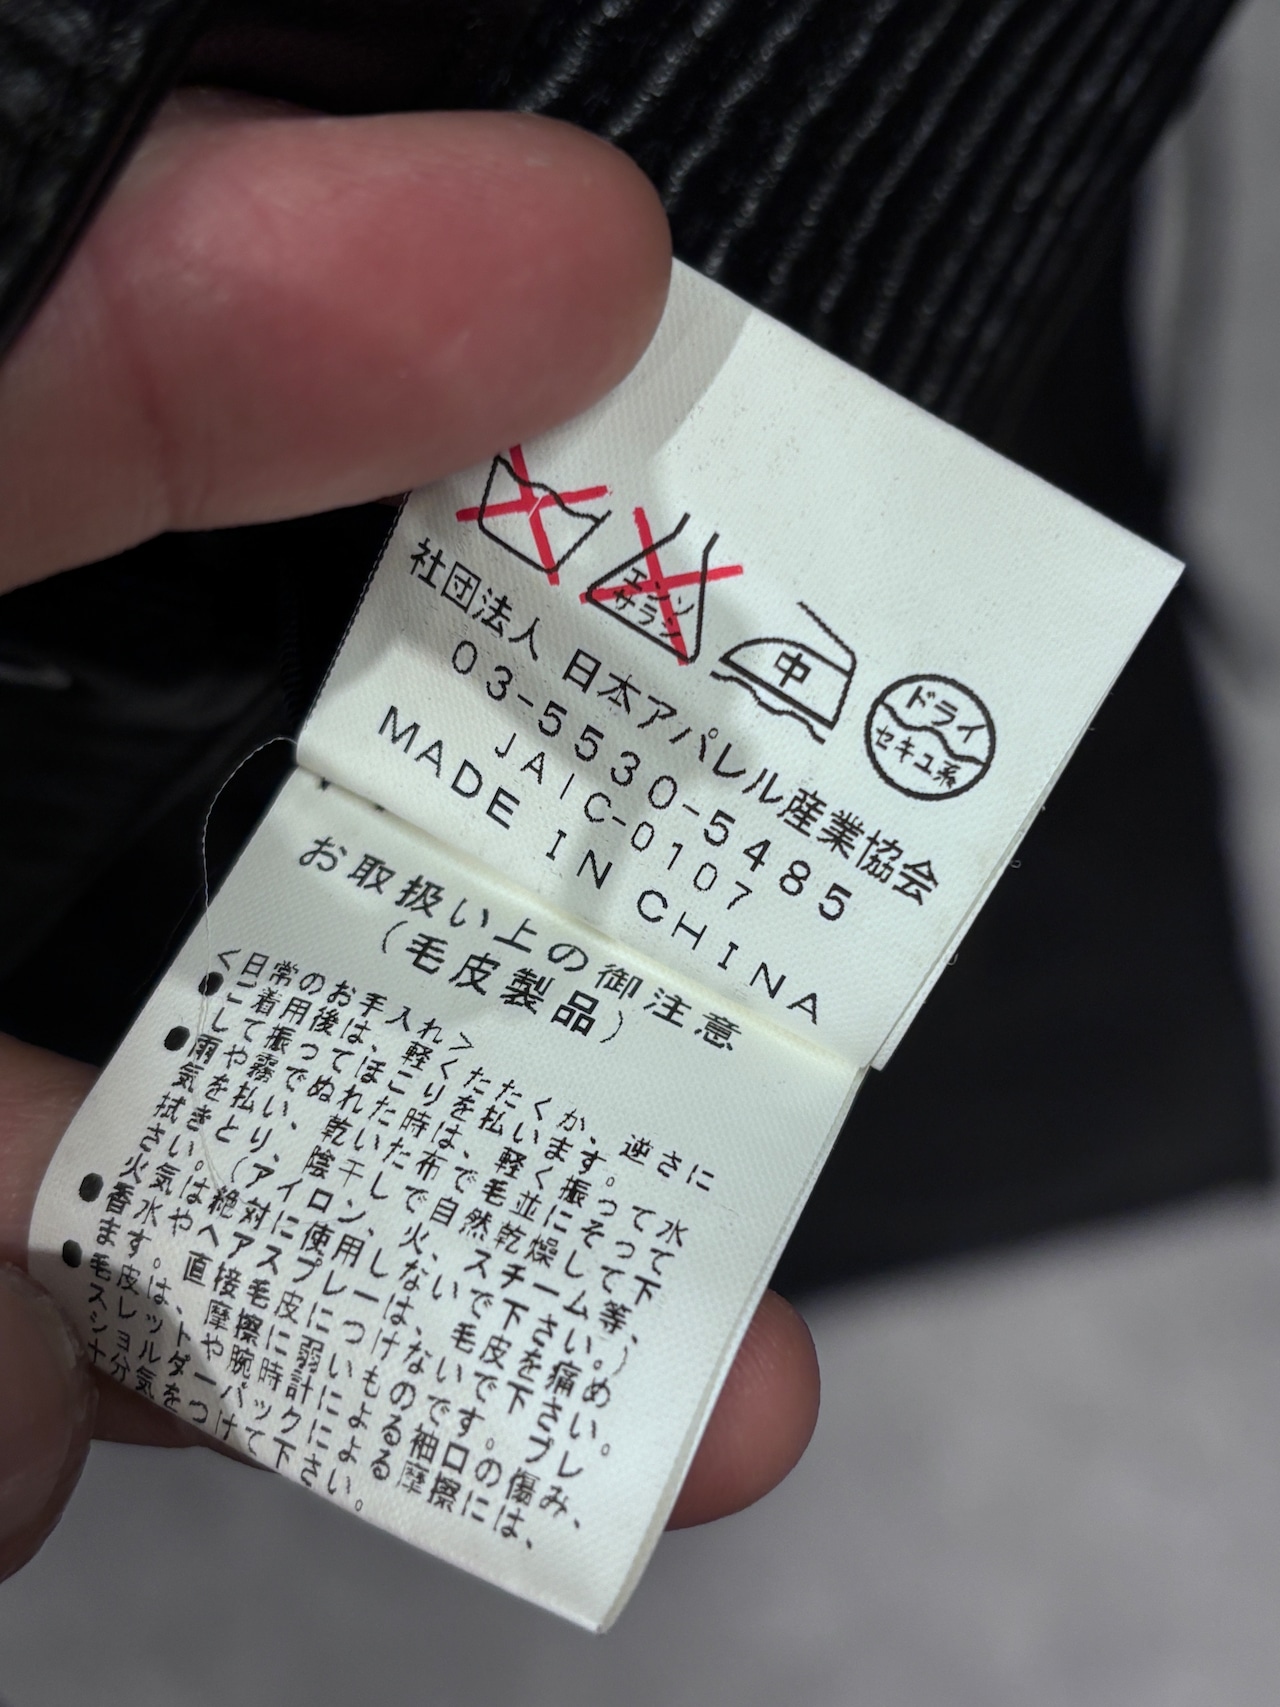 エンソ
サラシ
中
ドライ
セキユ系
社団法人 日本アパレル産業協会
03-5530-5485
JAIC-0107
MADE IN CHINA
お取扱い上の御注意
(毛皮製品)
<日常のお手入れ>
●ご着用後は、軽くたたくか、逆さに
して振ってほこりを払います。
●雨や霧でぬれた時は、軽く振って水
気を払い、乾いた布で毛並にそって
拭きとり、陰干しで自然乾燥して下
さい。(アイロン、火、スチーム等、
火気は絶対に使用しないで下さい。)
●香水やヘアスプレーは、毛皮を痛め
ます。直接毛皮につけないで下さい。
●毛皮は、摩擦に弱いものです。ブレ
スレットや腕時計による袖口の傷み、
ショルダーバックによる摩擦には、
十分気をつけて下さい。